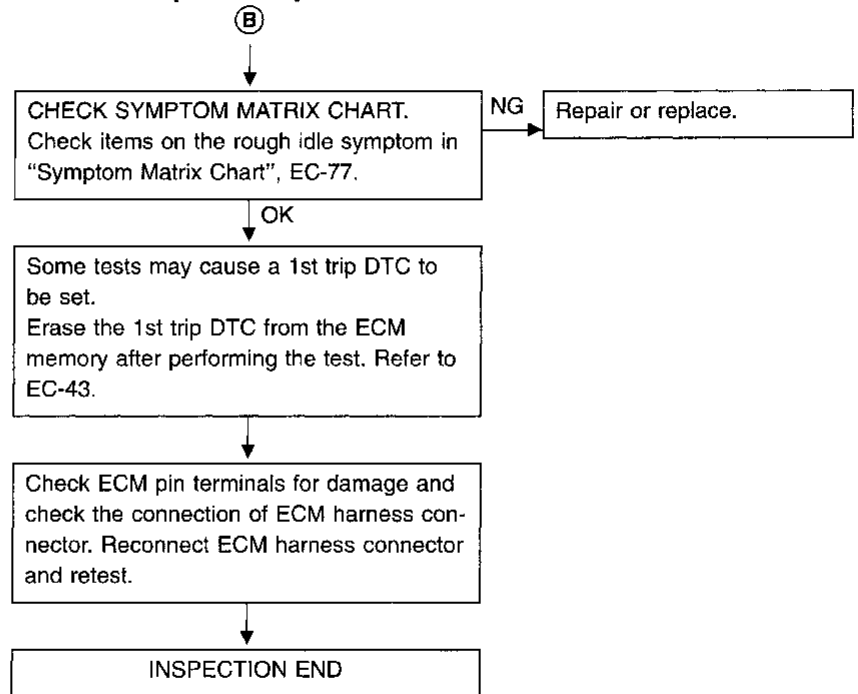 B
CHECK SYMPTOM MATRIX CHART.
Check items on the rough idle symptom in
“Symptom Matrix Chart”, EC-77.
NG
Repair or replace.
OK
Some tests may cause a 1st trip DTC to
be set.
Erase the 1st trip DTC from the ECM
memory after performing the test. Refer to
EC-43.
Check ECM pin terminals for damage and
check the connection of ECM harness con-
nector. Reconnect ECM harness connector
and retest.
INSPECTION END